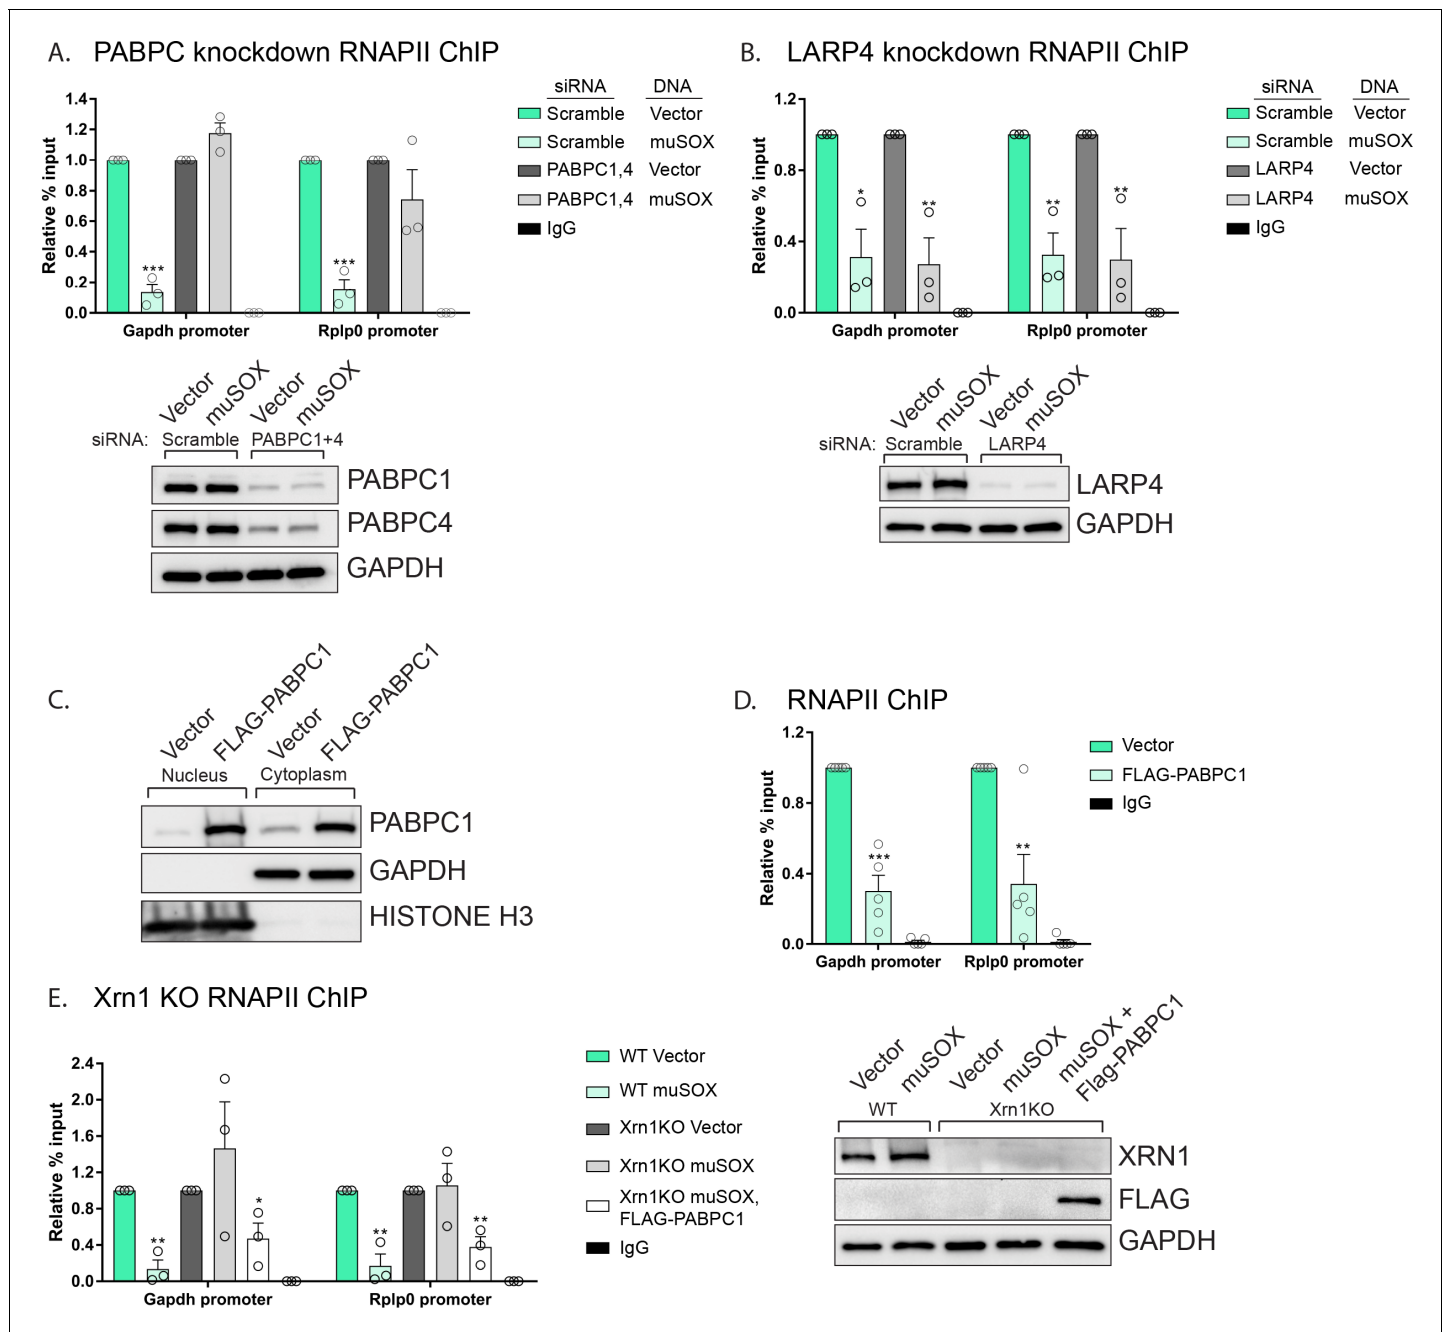 A. PABPC knockdown RNAPII ChIP
siRNA DNA
Scramble Vector
Scramble muSOX
PABPC1,4 Vector
PABPC1,4 muSOX
IgG
Relative % input
1.4
1.2
1.0
0.8
0.6
0.4
0.2
0.0
*** ***
Gapdh promoter Rplp0 promoter
Vector muSOX Vector muSOX
siRNA: Scramble PABPC1+4
PABPC1
PABPC4
GAPDH
B. LARP4 knockdown RNAPII ChIP
siRNA DNA
Scramble Vector
Scramble muSOX
LARP4 Vector
LARP4 muSOX
IgG
Relative % input
1.2
0.8
0.4
0.0
* ** ** **
Gapdh promoter Rplp0 promoter
Vector muSOX Vector muSOX
siRNA: Scramble LARP4
LARP4
GAPDH
C.
Vector FLAG-PABPC1 Vector FLAG-PABPC1
Nucleus Cytoplasm
PABPC1
GAPDH
HISTONE H3
D. RNAPII ChIP
Vector
FLAG-PABPC1
IgG
Relative % input
1.2
0.8
0.4
0.0
*** **
Gapdh promoter Rplp0 promoter
E. Xrn1 KO RNAPII ChIP
Relative % input
2.4
2.0
1.6
1.2
0.8
0.4
0.0
** * ** **
Gapdh promoter Rplp0 promoter
WT Vector
WT muSOX
Xrn1KO Vector
Xrn1KO muSOX
Xrn1KO muSOX,
FLAG-PABPC1
IgG
Vector muSOX Vector muSOX muSOX +
Flag-PABPC1
WT Xrn1KO
XRN1
FLAG
GAPDH